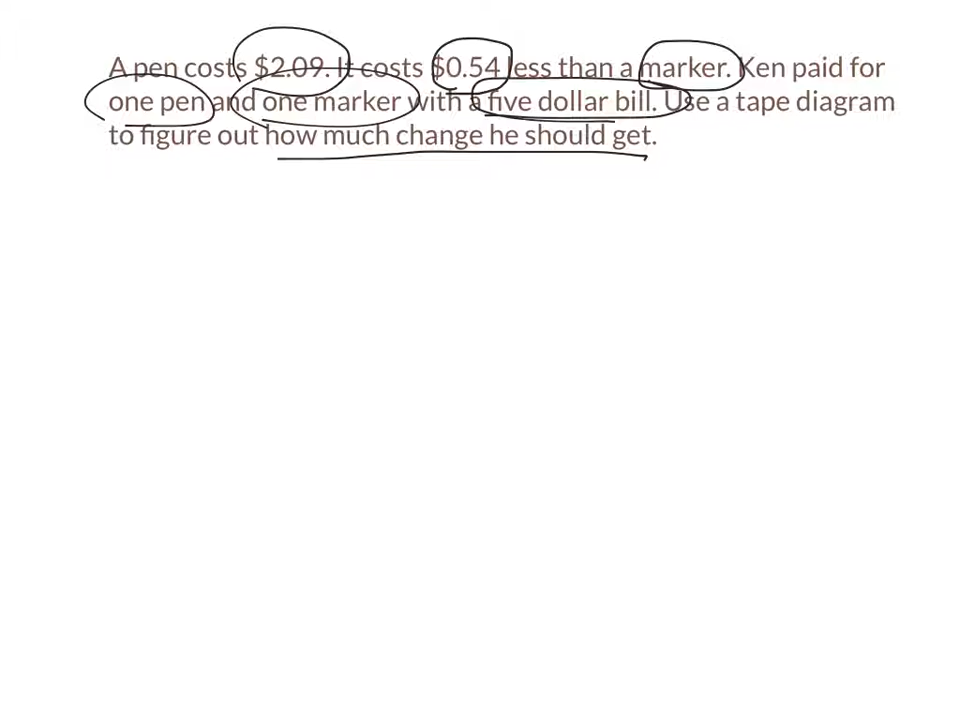 A pen costs $2.09. It costs $0.54 less than a marker. Ken paid for
one pen and one marker with a five dollar bill. Use a tape diagram
to figure out how much change he should get.